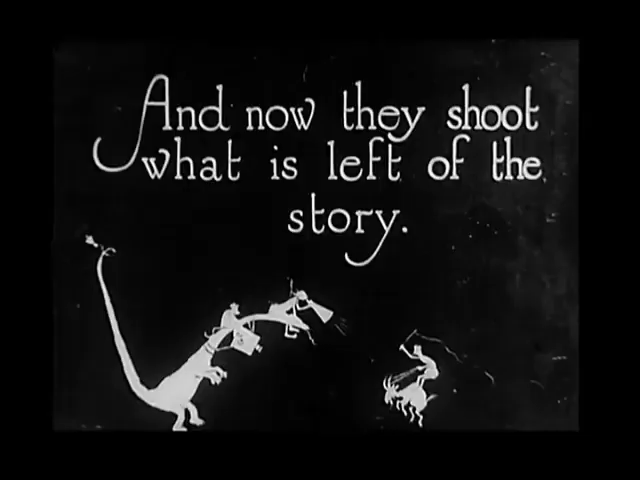 And now they shoot
what is left of the
story.